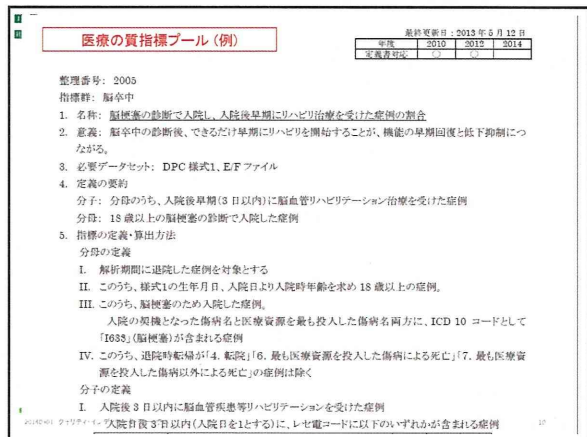 医療の質指標プール(例)
最終更新日:2013年5月12日
年度 2010 2012 2014
定義書対応 ○ ○
整理番号: 2005
指標群: 脳卒中
1. 名称: 脳梗塞の診断で入院し、入院後早期にリハビリ治療を受けた症例の割合
2. 意義: 脳卒中の診断後、できるだけ早期にリハビリを開始することが、機能の早期回復と低下抑制につ
ながる。
3. 必要データセット: DPC 様式1、E/F ファイル
4. 定義の要約
分子: 分母のうち、入院後早期(3日以内)に脳血管リハビリテーション治療を受けた症例
分母: 18歳以上の脳梗塞の診断で入院した症例
5. 指標の定義・算出方法
分母の定義
I. 解析期間に退院した症例を対象とする
II. このうち、様式1の生年月日、入院日より入院時年齢を求め18歳以上の症例。
III. このうち、脳梗塞のため入院した症例。
入院の契機となった傷病名と医療資源を最も投入した傷病名両方に、ICD 10 コードとして
「I63$」(脳梗塞)が含まれる症例
IV. このうち、退院時転帰が「4. 転院」「6. 最も医療資源を投入した傷病による死亡」「7. 最も医療資
源を投入した傷病以外による死亡」の症例は除く
分子の定義
I. 入院後3日以内に脳血管疾患等リハビリテーションを受けた症例
入院日後3日以内(入院日を1とする)に、レセ電コードに以下のいずれかが含まれる症例